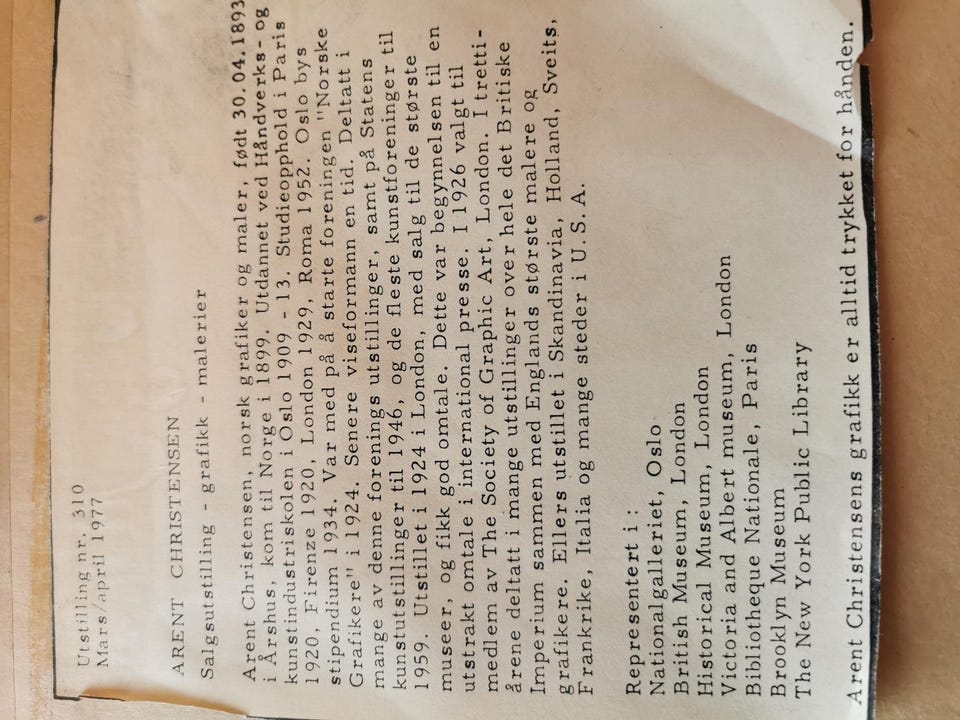 Utstilling nr. 310
Mars/april 1977
ARENT CHRISTENSEN
Salgsutstilling - grafikk - malerier
Arent Christensen, norsk grafiker og maler, født 30.04.1893
i Årshus, kom til Norge i 1899. Utdannet ved Håndverks- og
kunstindustriskolen i Oslo 1909 - 13. Studieopphold i Paris
1920, Firenze 1920, London 1929, Roma 1952. Oslo bys
stipendium 1934. Var med på å starte foreningen "Norske
Grafikere" i 1924. Senere viseformann en tid. Deltatt i
mange av denne forenings utstillinger, samt på Statens
kunstutstillinger til 1946, og de fleste kunstforeninger til
1959. Utstillet i 1924 i London, med salg til de største
museer, og fikk god omtale. Dette var begynnelsen til en
utstrakt omtale i international presse. I 1926 valgt til
medlem av The Society of Graphic Art, London. I tretti-
årene deltatt i mange utstillinger over hele det Britiske
Imperium sammen med Englands største malere og
grafikere. Ellers utstillet i Skandinavia, Holland, Sveits,
Frankrike, Italia og mange steder i U.S.A.
Representert i:
Nationalgalleriet, Oslo
British Museum, London
Historical Museum, London
Victoria and Albert museum, London
Bibliotheque Nationale, Paris
Brooklyn Museum
The New York Public Library
Arent Christensens grafikk er alltid trykket for hånden.